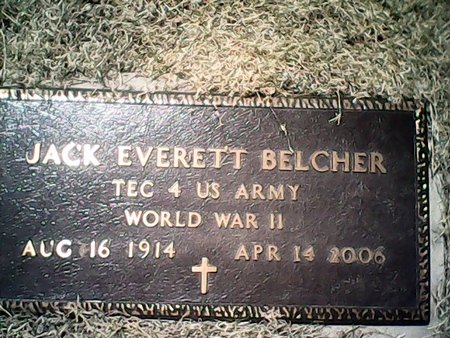 JACK EVERETT BELCHER
TEC 4 US ARMY
WORLD WAR II
AUG 16 1914 APR 14 2006